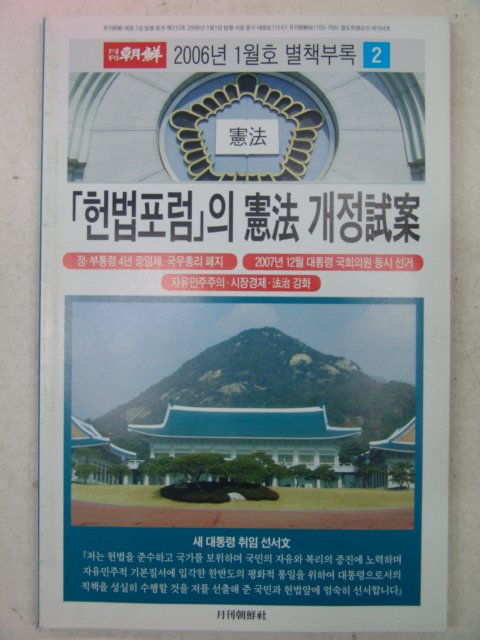 月刊朝鮮 2006년 1월호 별책부록 2
憲法
「헌법포럼」의 憲法 개정試案
정·부통령 4년 중임제, 국무총리 폐지
2007년 12월 대통령 국회의원 동시 선거
자유민주주의·시장경제·法治 강화
새 대통령 취임 선서文
『저는 헌법을 준수하고 국가를 보위하며 국민의 자유와 복리의 증진에 노력하며
자유민주적 기본질서에 입각한 한반도의 평화적 통일을 위하여 대통령으로서의
직책을 성실히 수행할 것을 저를 선출해 준 국민과 헌법앞에 엄숙히 선서합니다』
月刊朝鮮社